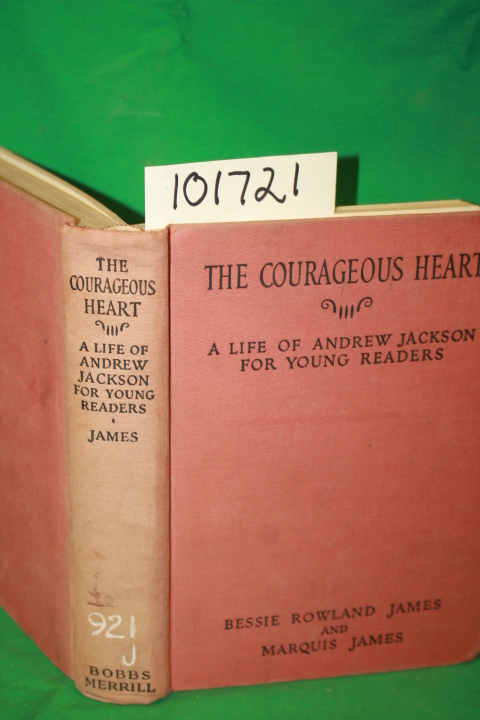 101721
THE
COURAGEOUS
HEART
A LIFE OF
ANDREW
JACKSON
FOR YOUNG
READERS
JAMES
921
J
BOBBS
MERRILL
THE COURAGEOUS HEART
A LIFE OF ANDREW JACKSON
FOR YOUNG READERS
BESSIE ROWLAND JAMES
AND
MARQUIS JAMES